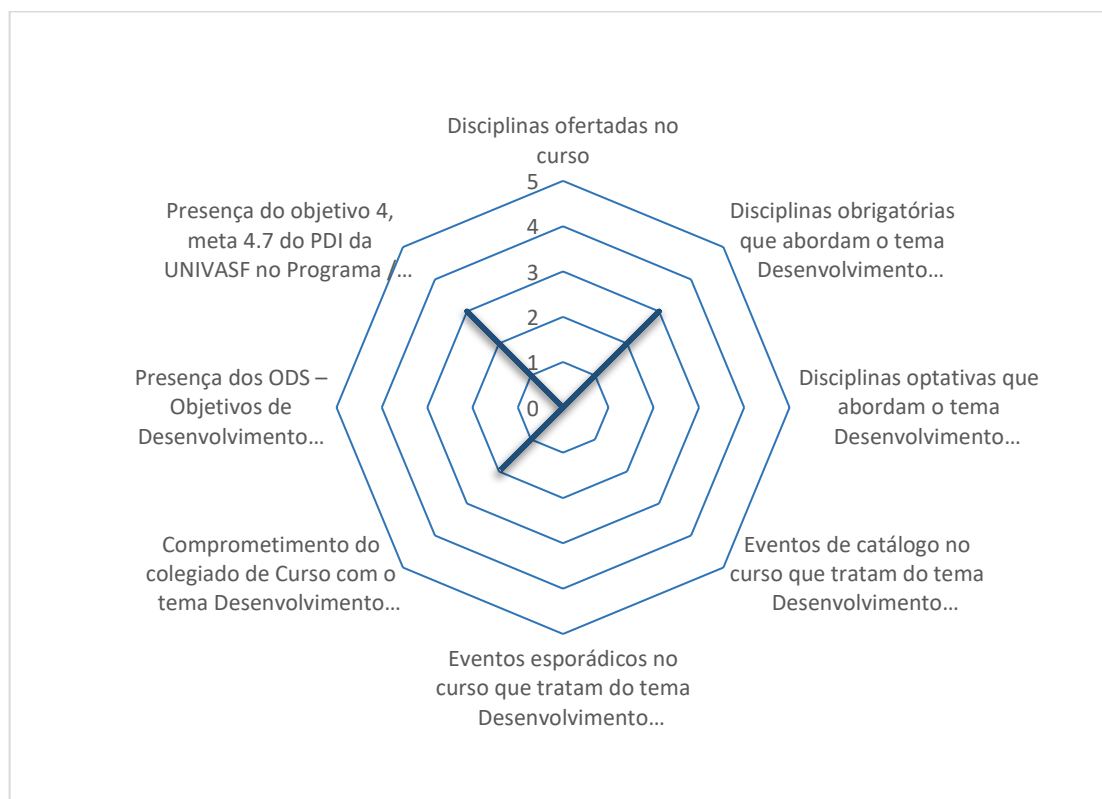 Disciplinas ofertadas no
curso
5
4
3
2
1
0
Disciplinas obrigatórias
que abordam o tema
Desenvolvimento...
Disciplinas optativas que
abordam o tema
Desenvolvimento...
Eventos de catálogo no
curso que tratam do tema
Desenvolvimento...
Eventos esporádicos no
curso que tratam do tema
Desenvolvimento...
Comprometimento do
colegiado de Curso com o
tema Desenvolvimento...
Presença dos ODS –
Objetivos de
Desenvolvimento...
Presença do objetivo 4,
meta 4.7 do PDI da
UNIVASF no Programa /...